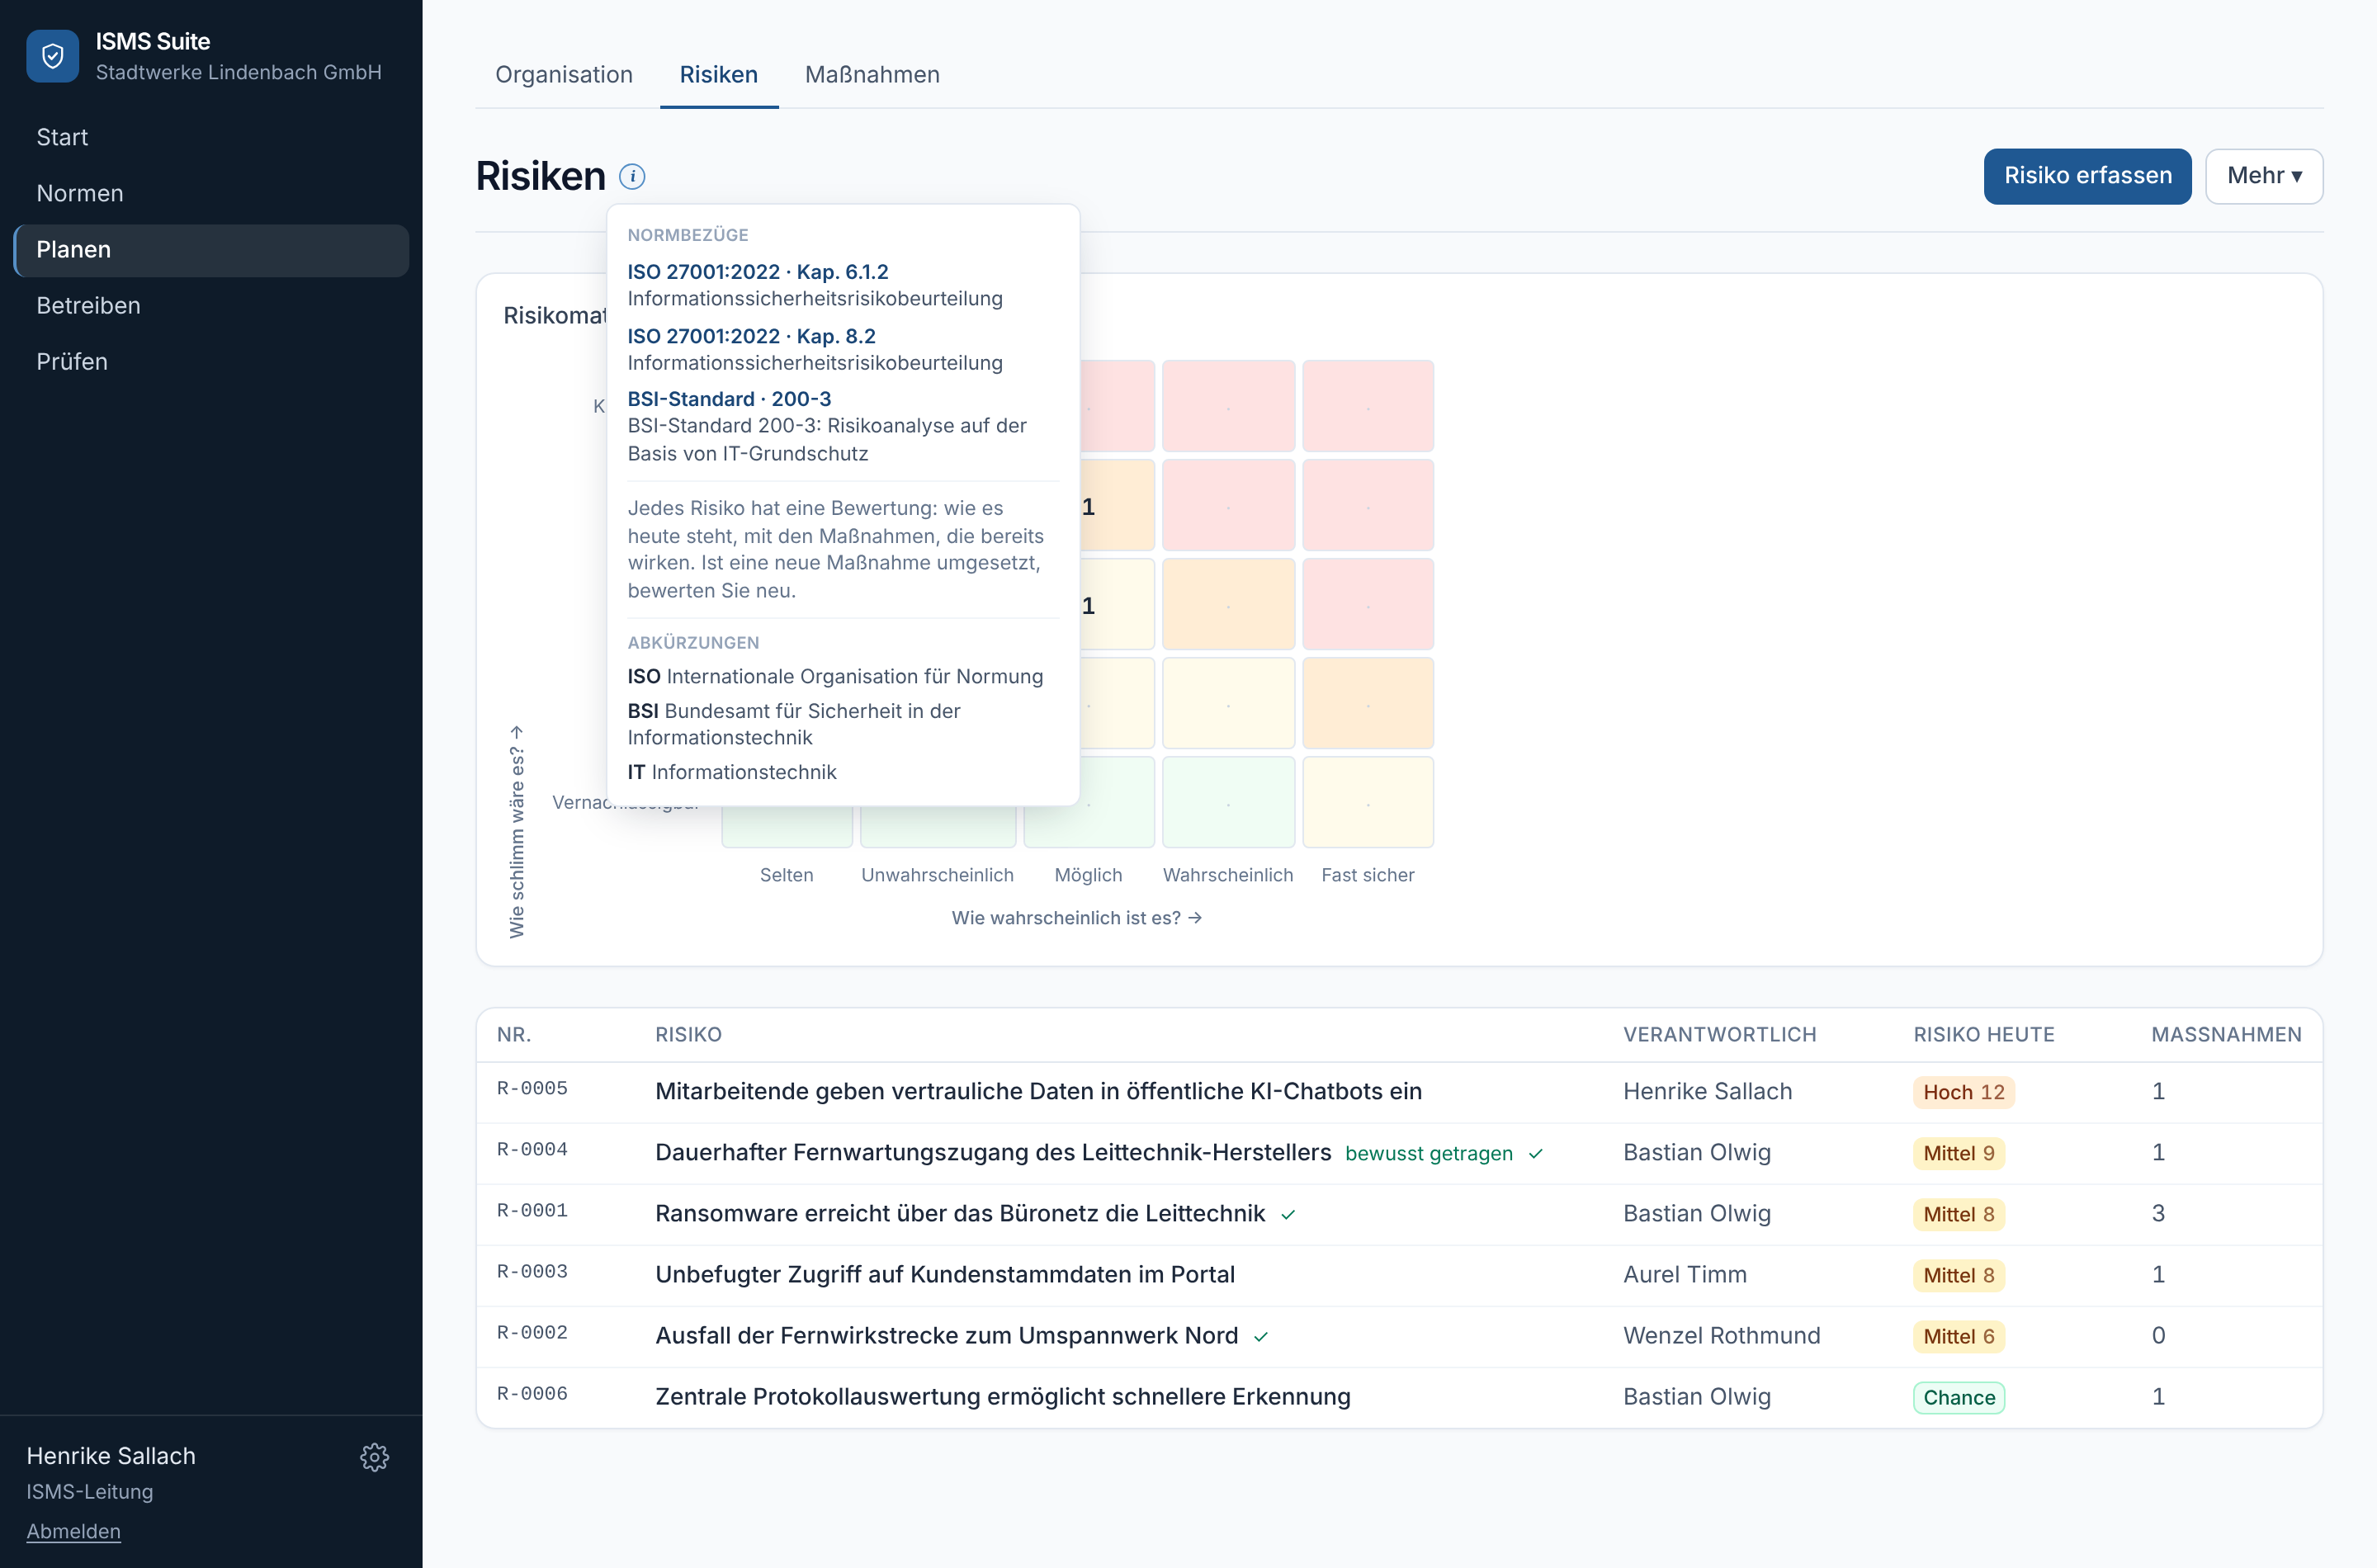 ISMS Suite
Stadtwerke Lindenbach GmbH
Start
Normen
Planen
Betreiben
Prüfen
Henrike Sallach
ISMS-Leitung
Abmelden
Organisation
Risiken
Maßnahmen
Risiken
i
Risiko erfassen
Mehr ▾
NORMBEZÜGE
ISO 27001:2022 · Kap. 6.1.2
Informationssicherheitsrisikobeurteilung
ISO 27001:2022 · Kap. 8.2
Informationssicherheitsrisikobeurteilung
BSI-Standard · 200-3
BSI-Standard 200-3: Risikoanalyse auf der
Basis von IT-Grundschutz
Jedes Risiko hat eine Bewertung: wie es
heute steht, mit den Maßnahmen, die bereits
wirken. Ist eine neue Maßnahme umgesetzt,
bewerten Sie neu.
ABKÜRZUNGEN
ISO Internationale Organisation für Normung
BSI Bundesamt für Sicherheit in der
Informationstechnik
IT Informationstechnik
1
1
Wie schlimm wäre es? →
Selten
Unwahrscheinlich
Möglich
Wahrscheinlich
Fast sicher
Wie wahrscheinlich ist es? →
NR. RISIKO VERANTWORTLICH RISIKO HEUTE MASSNAHMEN
R-0005 Mitarbeitende geben vertrauliche Daten in öffentliche KI-Chatbots ein Henrike Sallach Hoch 12 1
R-0004 Dauerhafter Fernwartungszugang des Leittechnik-Herstellers bewusst getragen ✓ Bastian Olwig Mittel 9 1
R-0001 Ransomware erreicht über das Büronetz die Leittechnik ✓ Bastian Olwig Mittel 8 3
R-0003 Unbefugter Zugriff auf Kundenstammdaten im Portal Aurel Timm Mittel 8 1
R-0002 Ausfall der Fernwirkstrecke zum Umspannwerk Nord ✓ Wenzel Rothmund Mittel 6 0
R-0006 Zentrale Protokollauswertung ermöglicht schnellere Erkennung Bastian Olwig Chance 1